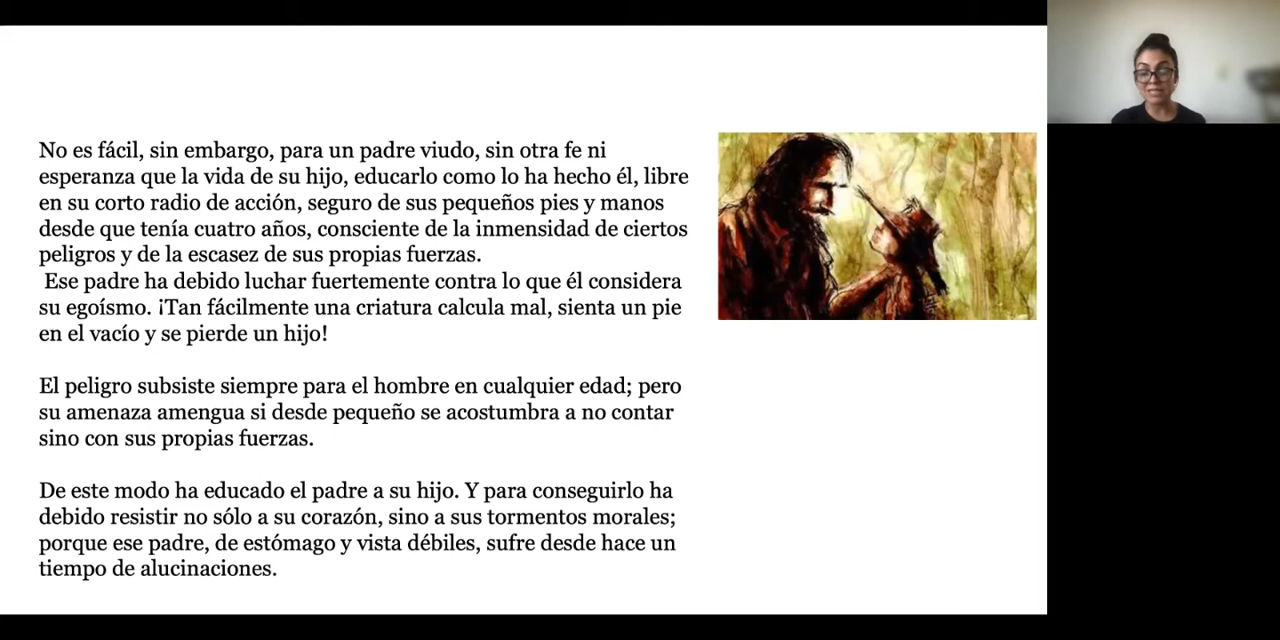 No es fácil, sin embargo, para un padre viudo, sin otra fe ni
esperanza que la vida de su hijo, educarlo como lo ha hecho él, libre
en su corto radio de acción, seguro de sus pequeños pies y manos
desde que tenía cuatro años, consciente de la inmensidad de ciertos
peligros y de la escasez de sus propias fuerzas.
Ese padre ha debido luchar fuertemente contra lo que él considera
su egoísmo. ¡Tan fácilmente una criatura calcula mal, sienta un pie
en el vacío y se pierde un hijo!
El peligro subsiste siempre para el hombre en cualquier edad; pero
su amenaza amengua si desde pequeño se acostumbra a no contar
sino con sus propias fuerzas.
De este modo ha educado el padre a su hijo. Y para conseguirlo ha
debido resistir no sólo a su corazón, sino a sus tormentos morales;
porque ese padre, de estómago y vista débiles, sufre desde hace un
tiempo de alucinaciones.